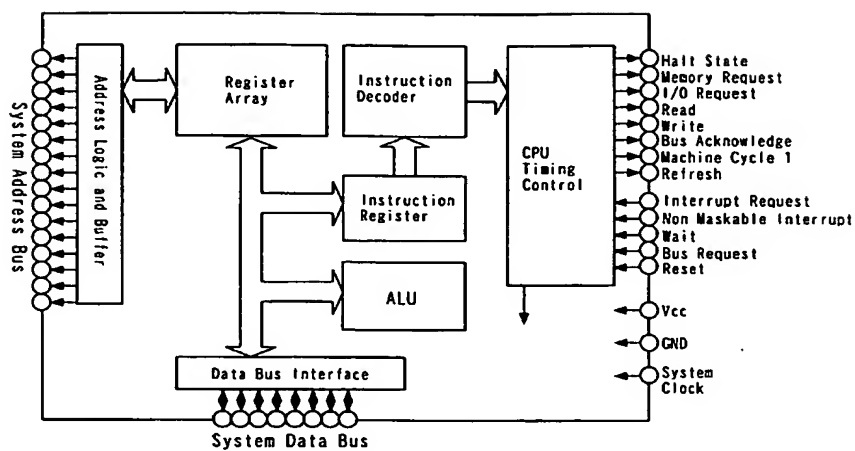 System Address Bus
Address Logic and Buffer
Register
Array
Instruction
Decoder
Instruction
Register
ALU
Data Bus Interface
System Data Bus
CPU
Timing
Control
Halt State
Memory Request
I/O Request
Read
Write
Bus Acknowledge
Machine Cycle 1
Refresh
Interrupt Request
Non Maskable Interrupt
Wait
Bus Request
Reset
Vcc
GND
System
Clock